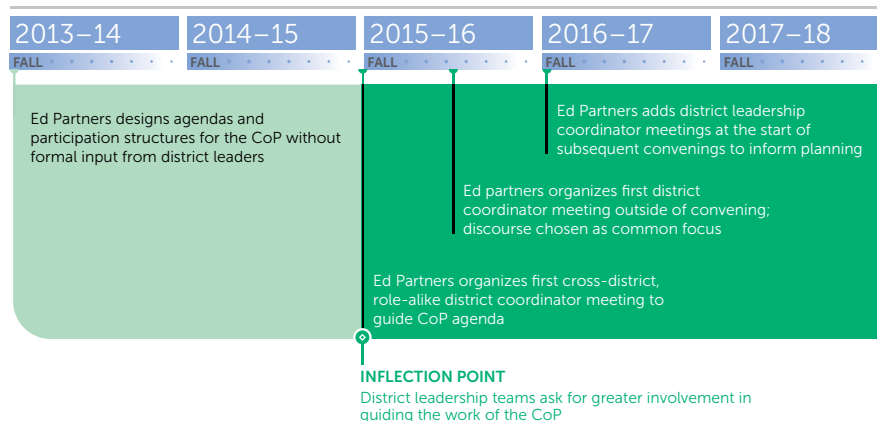 2013–14
2014–15
2015–16
2016–17
2017–18
FALL
FALL
FALL
FALL
FALL
Ed Partners designs agendas and
participation structures for the CoP without
formal input from district leaders
Ed Partners adds district leadership
coordinator meetings at the start of
subsequent convenings to inform planning
Ed partners organizes first district
coordinator meeting outside of convening;
discourse chosen as common focus
Ed Partners organizes first cross-district,
role-alike district coordinator meeting to
guide CoP agenda
INFLECTION POINT
District leadership teams ask for greater involvement in
guiding the work of the CoP